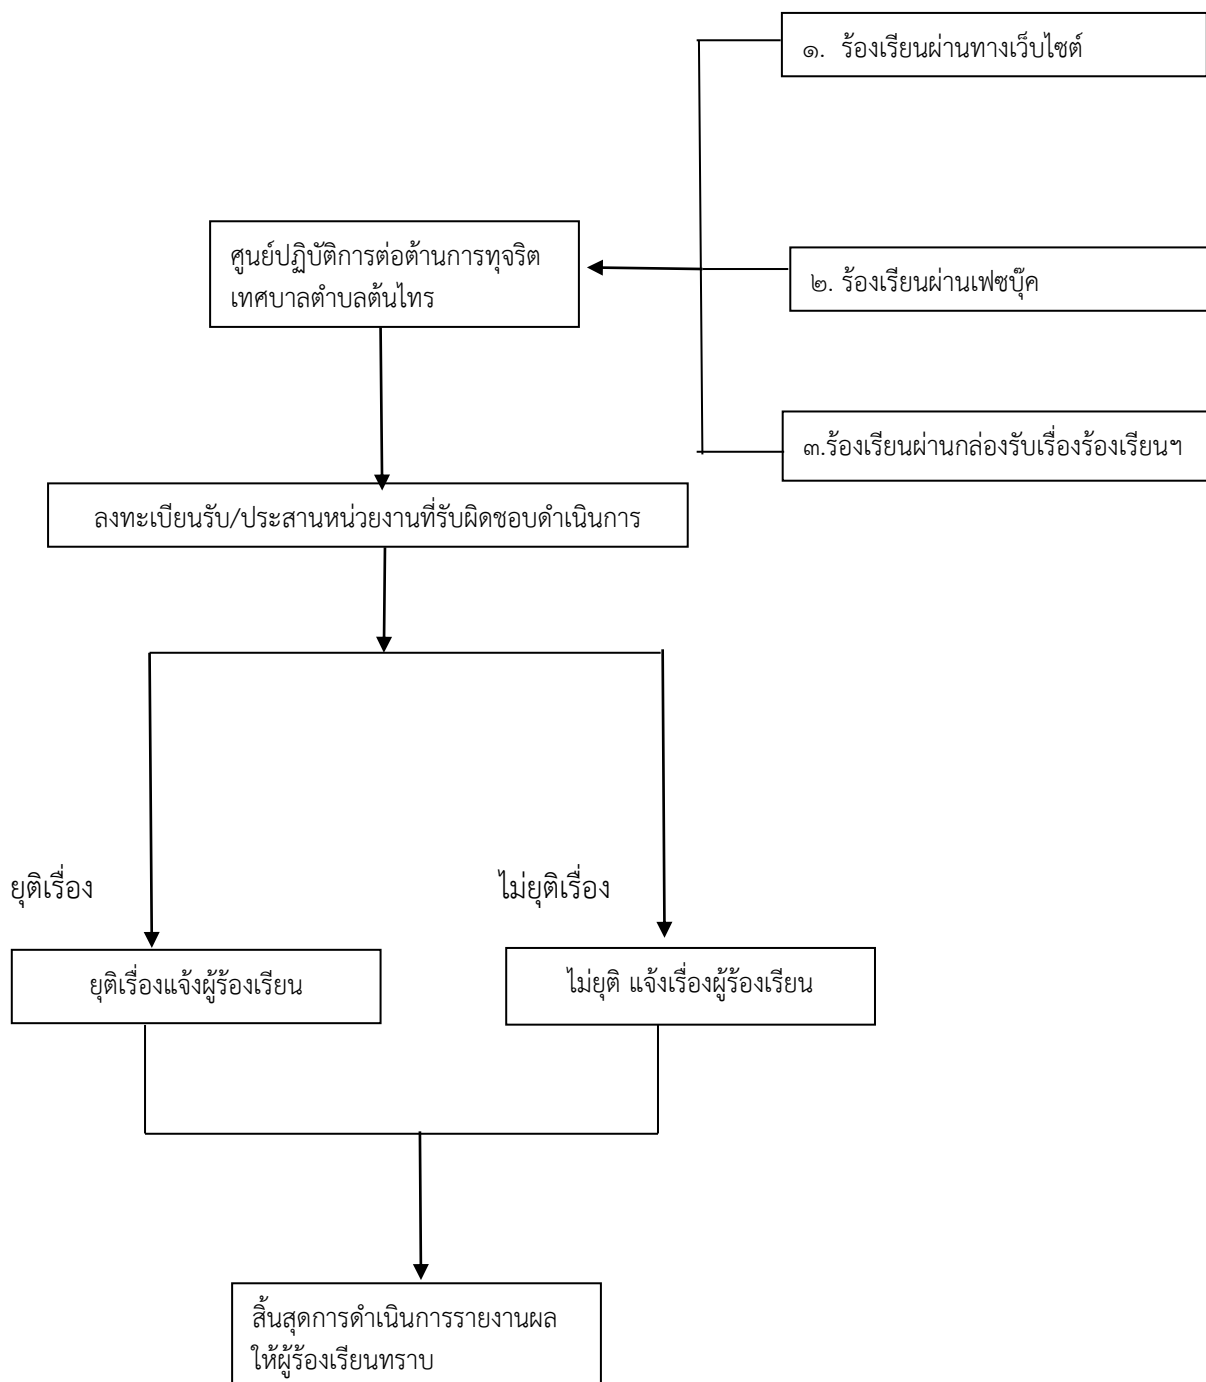 ๑. ร้องเรียนผ่านทางเว็บไซต์
ศูนย์ปฏิบัติการต่อต้านการทุจริต
เทศบาลตำบลต้นไทร
๒. ร้องเรียนผ่านเฟซบุ๊ค
๓.ร้องเรียนผ่านกล่องรับเรื่องร้องเรียนฯ
ลงทะเบียนรับ/ประสานหน่วยงานที่รับผิดชอบดำเนินการ
ยุติเรื่อง
ไม่ยุติเรื่อง
ยุติเรื่องแจ้งผู้ร้องเรียน
ไม่ยุติ แจ้งเรื่องผู้ร้องเรียน
สิ้นสุดการดำเนินการรายงานผล
ให้ผู้ร้องเรียนทราบ